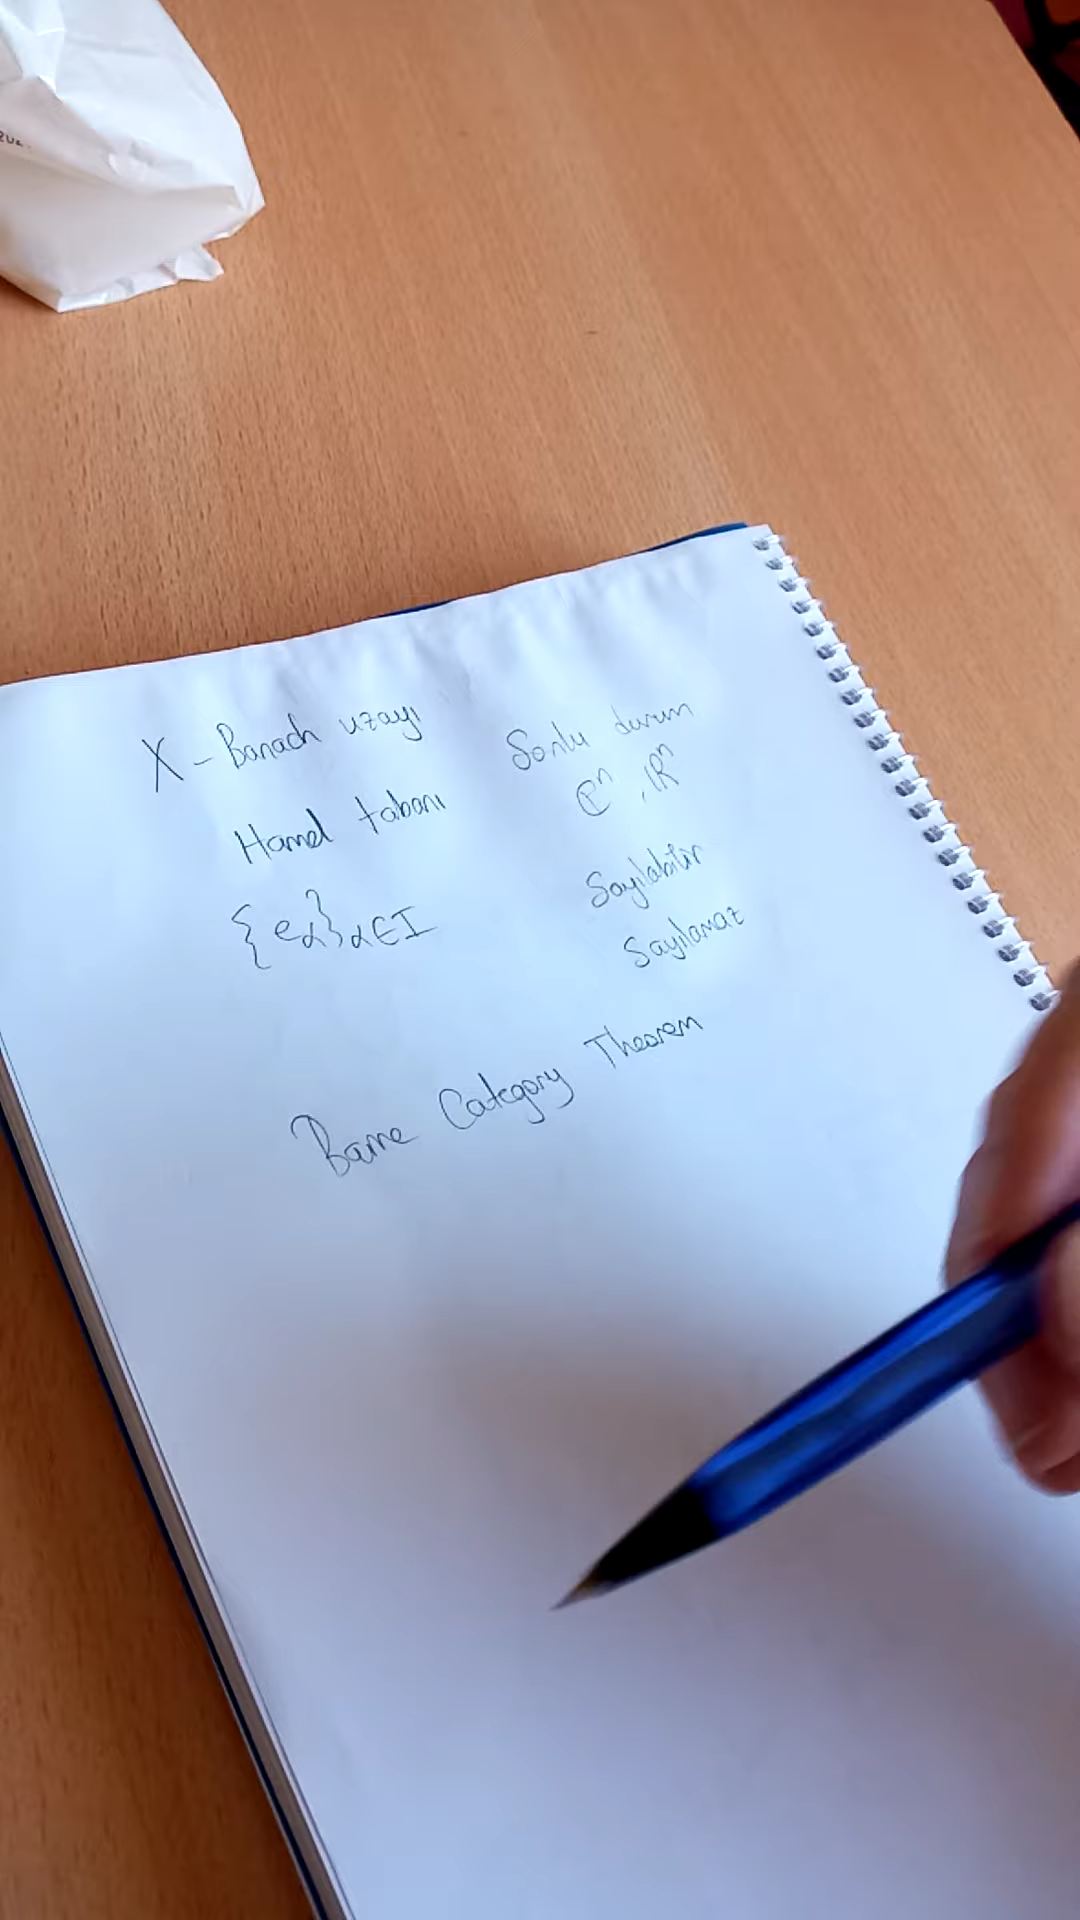 X - Banach uzayı
Hamel tabanı
{eα}α∈I
Sonlu durum
ℂⁿ, ℝⁿ
Sayılabilir
Sayılamaz
Baire Category Theorem